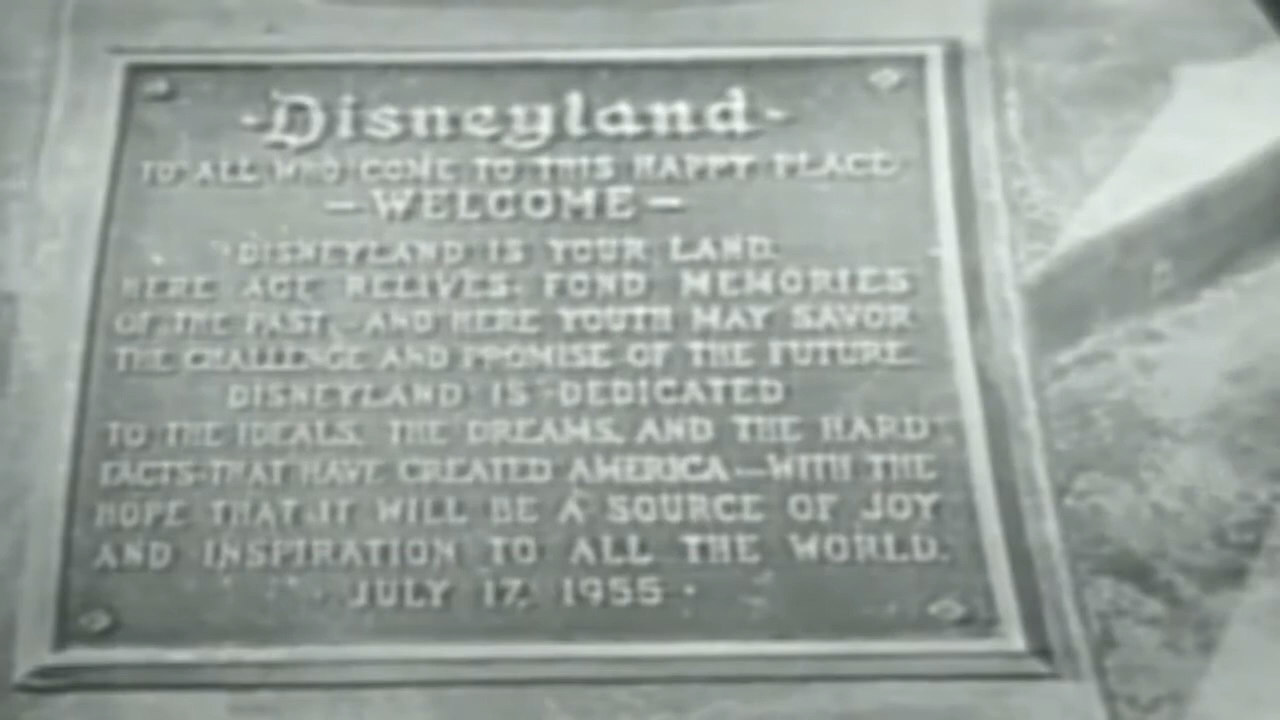 -Disneyland-
TO ALL WHO COME TO THIS HAPPY PLACE
—WELCOME—
DISNEYLAND IS YOUR LAND.
HERE AGE RELIVES FOND MEMORIES
OF THE PAST...AND HERE YOUTH MAY SAVOR
THE CHALLENGE AND PROMISE OF THE FUTURE.
DISNEYLAND IS DEDICATED
TO THE IDEALS, THE DREAMS, AND THE HARD
FACTS THAT HAVE CREATED AMERICA—WITH THE
HOPE THAT IT WILL BE A SOURCE OF JOY
AND INSPIRATION TO ALL THE WORLD.
· JULY 17, 1955 ·